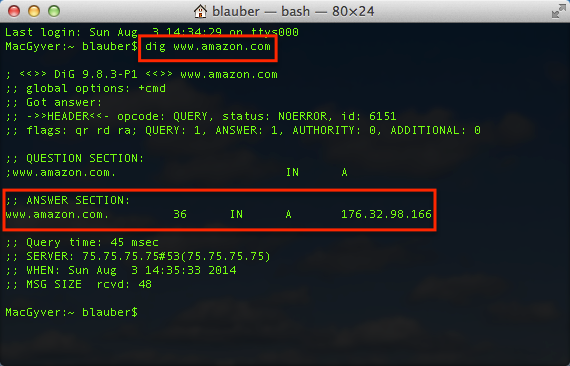 blauber — bash — 80×24
Last login: Sun Aug  3 14:34:29 on ttys000
MacGyver:~ blauber$ dig www.amazon.com
; <<>> DiG 9.8.3-P1 <<>> www.amazon.com
;; global options: +cmd
;; Got answer:
;; ->>HEADER<<- opcode: QUERY, status: NOERROR, id: 6151
;; flags: qr rd ra; QUERY: 1, ANSWER: 1, AUTHORITY: 0, ADDITIONAL: 0
;; QUESTION SECTION:
;www.amazon.com. IN A
;; ANSWER SECTION:
www.amazon.com. 36 IN A 176.32.98.166
;; Query time: 45 msec
;; SERVER: 75.75.75.75#53(75.75.75.75)
;; WHEN: Sun Aug  3 14:35:33 2014
;; MSG SIZE  rcvd: 48
MacGyver:~ blauber$